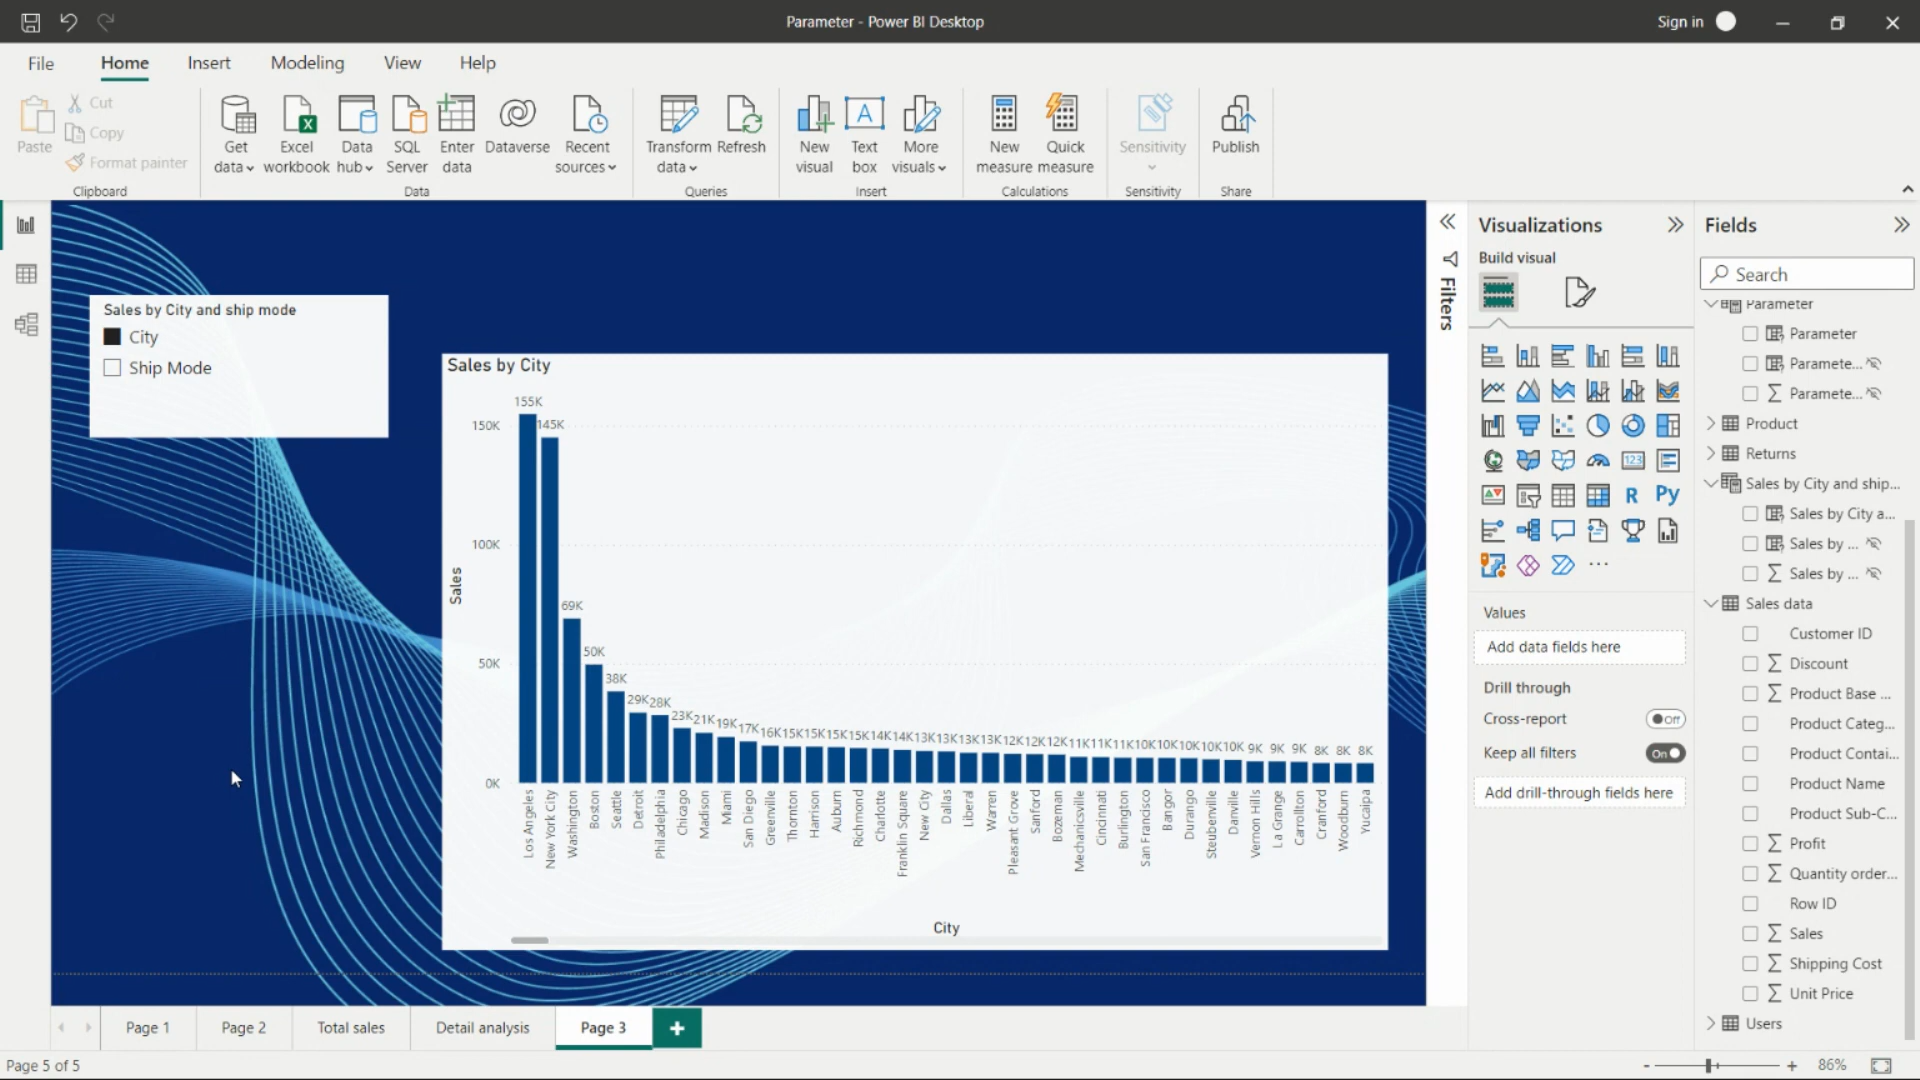 Parameter - Power BI Desktop
Sign in
File Home Insert Modeling View Help
Paste
Cut
Copy
Format painter
Clipboard
Get data
Excel workbook
Data hub
SQL Server
Enter data
Dataverse
Recent sources
Data
Transform data
Refresh
Queries
New visual
Text box
More visuals
Insert
New measure
Quick measure
Calculations
Sensitivity
Sensitivity
Publish
Share
Sales by City and ship mode
City
Ship Mode
Sales by City
155K
145K
69K
50K
38K
29K 28K 23K 21K 19K 17K 16K 15K 15K 15K 15K 14K 14K 13K 13K 13K 13K 12K 12K 12K 11K 11K 11K 10K 10K 10K 10K 10K 9K 9K 9K 8K 8K 8K
150K
100K
50K
0K
Sales
Los Angeles
New York City
Washington
Boston
Seattle
Detroit
Philadelphia
Chicago
Madison
Miami
San Diego
Greenville
Thornton
Harrison
Auburn
Richmond
Charlotte
Franklin Square
New City
Dallas
Liberal
Warren
Pleasant Grove
Sanford
Bozeman
Mechanicsville
Cincinnati
Burlington
San Francisco
Bangor
Durango
Steubenville
Danville
Vernon Hills
La Grange
Carrollton
Cranford
Woodburn
Yucaipa
City
Filters
Visualizations
Build visual
123
R
Py
Values
Add data fields here
Drill through
Cross-report
Off
Keep all filters
On
Add drill-through fields here
Fields
Search
Parameter
Parameter
Paramete...
Paramete...
Product
Returns
Sales by City and ship...
Sales by City a...
Sales by ...
Sales by ...
Sales data
Customer ID
Discount
Product Base ...
Product Categ...
Product Contai...
Product Name
Product Sub-C...
Profit
Quantity order...
Row ID
Sales
Shipping Cost
Unit Price
Users
Page 1
Page 2
Total sales
Detail analysis
Page 3
Page 5 of 5
86%